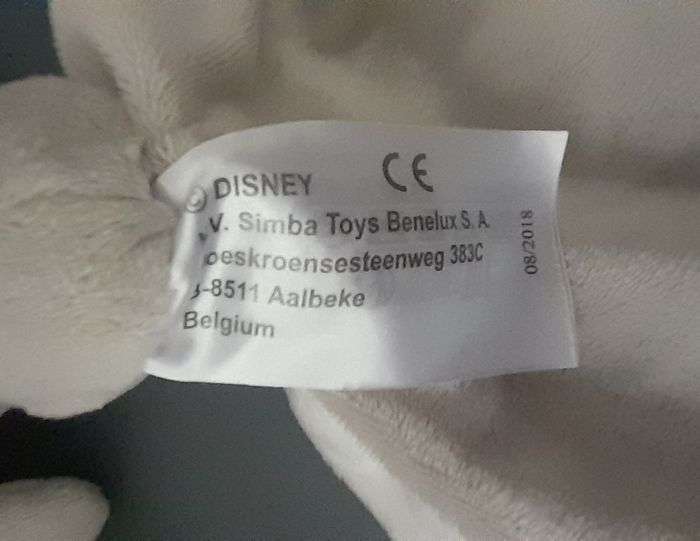 © DISNEY CE
.V. Simba Toys Benelux S.A.
oeskroensesteenweg 383C
-8511 Aalbeke
Belgium
08/2018